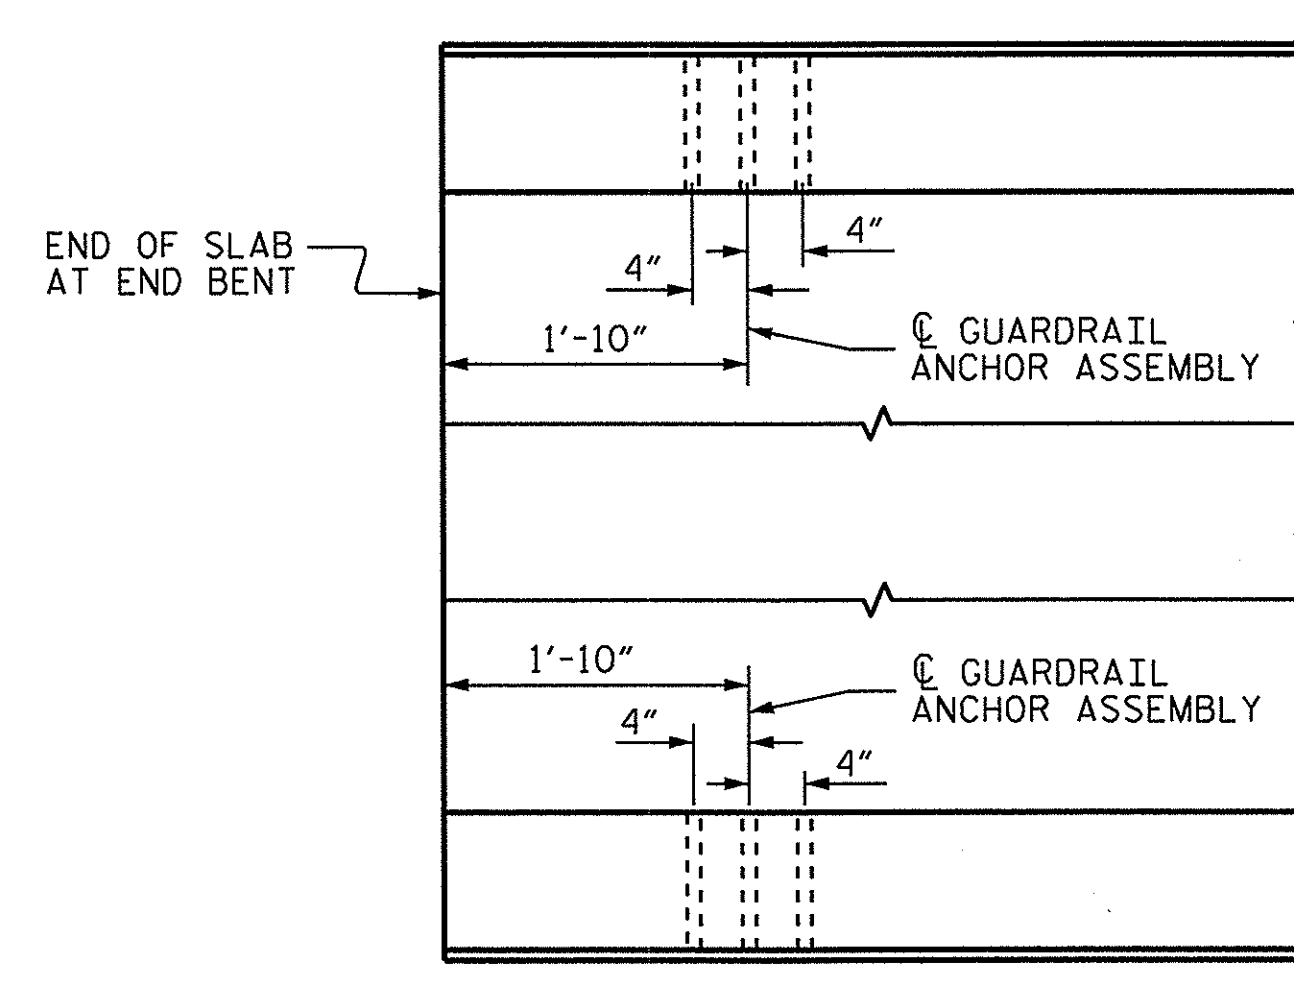 4"
END OF SLAB
AT END BENT
4"
1'-10"
℄ GUARDRAIL
ANCHOR ASSEMBLY
1'-10"
℄ GUARDRAIL
ANCHOR ASSEMBLY
4"
4"